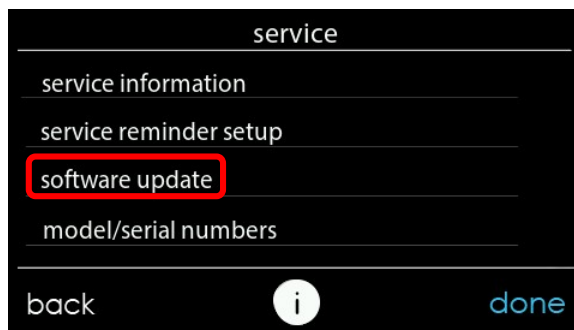 service
service information
service reminder setup
software update
model/serial numbers
back i done